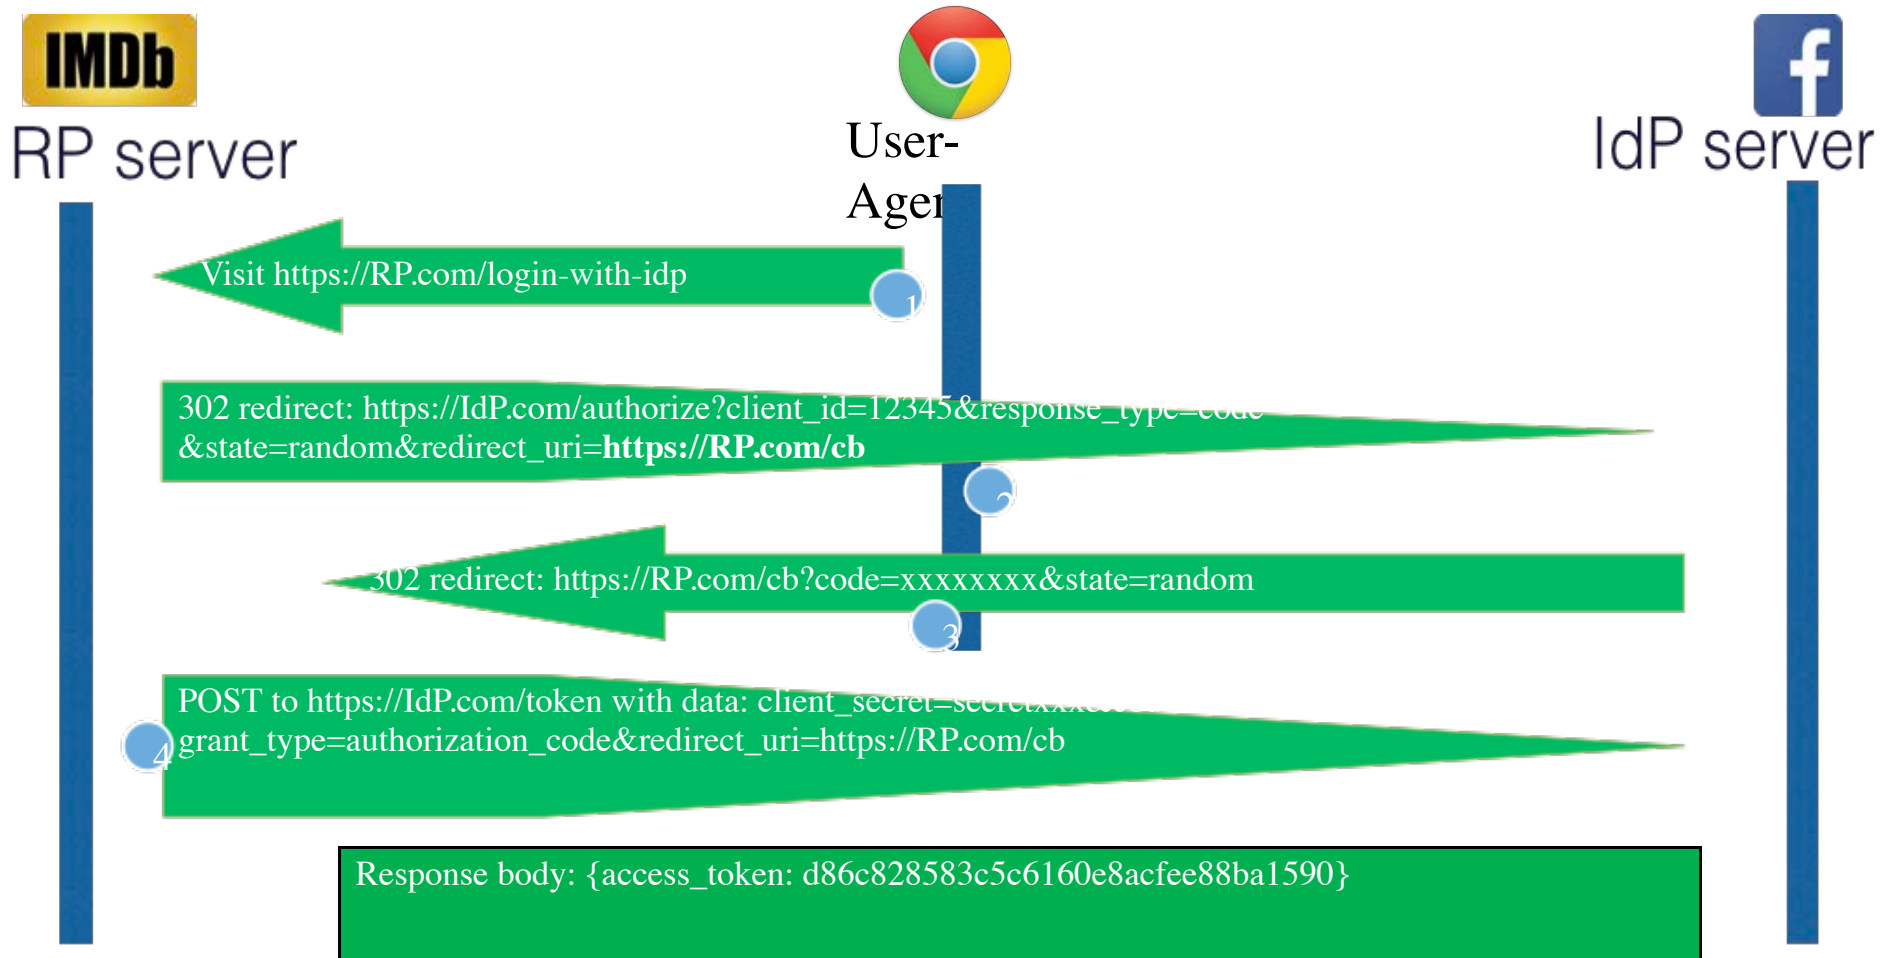 IMDb
f
RP server
User-
IdP server
Visit https://RP.com/login-with-idp
1
302 redirect: https://IdP.com/authorize?client_id=12345&response_type=code
&state=random&redirect_uri=https://RP.com/cb
2
302 redirect: https://RP.com/cb?code=xxxxxxxx&state=random
3
POST to https://IdP.com/token with data:
4
grant_type=authorization_code&redirect_uri=https://RP.com/cb
Response body: {access_token: d86c828583c5c6160e8acfee88ba1590}